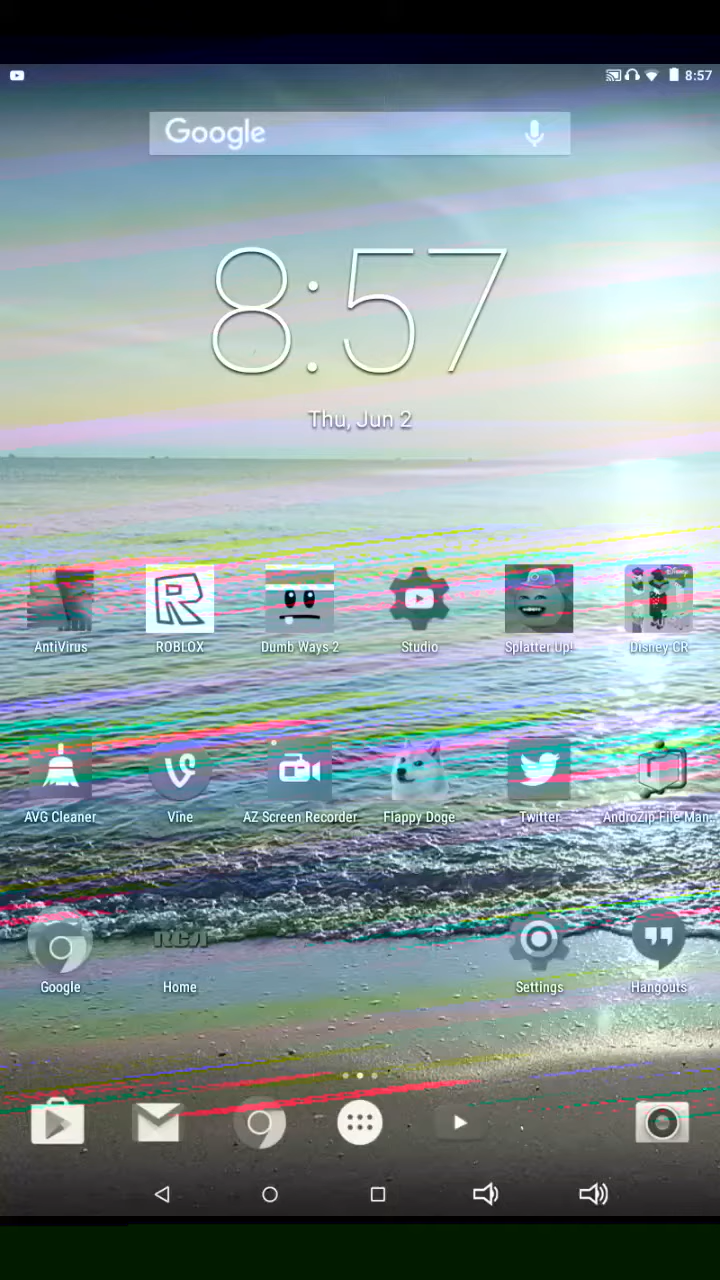 8:57
Google
8:57
Thu, Jun 2
AntiVirus
ROBLOX
Dumb Ways 2
Studio
Splatter Up!
Disney CR
AVG Cleaner
Vine
AZ Screen Recorder
Flappy Doge
Twitter
AndroZip File Man..
RCA
Google
Home
Settings
Hangouts